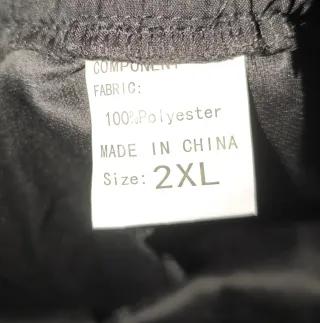 COMPONENT
FABRIC:
100%Polyester
MADE IN CHINA
Size: 2XL